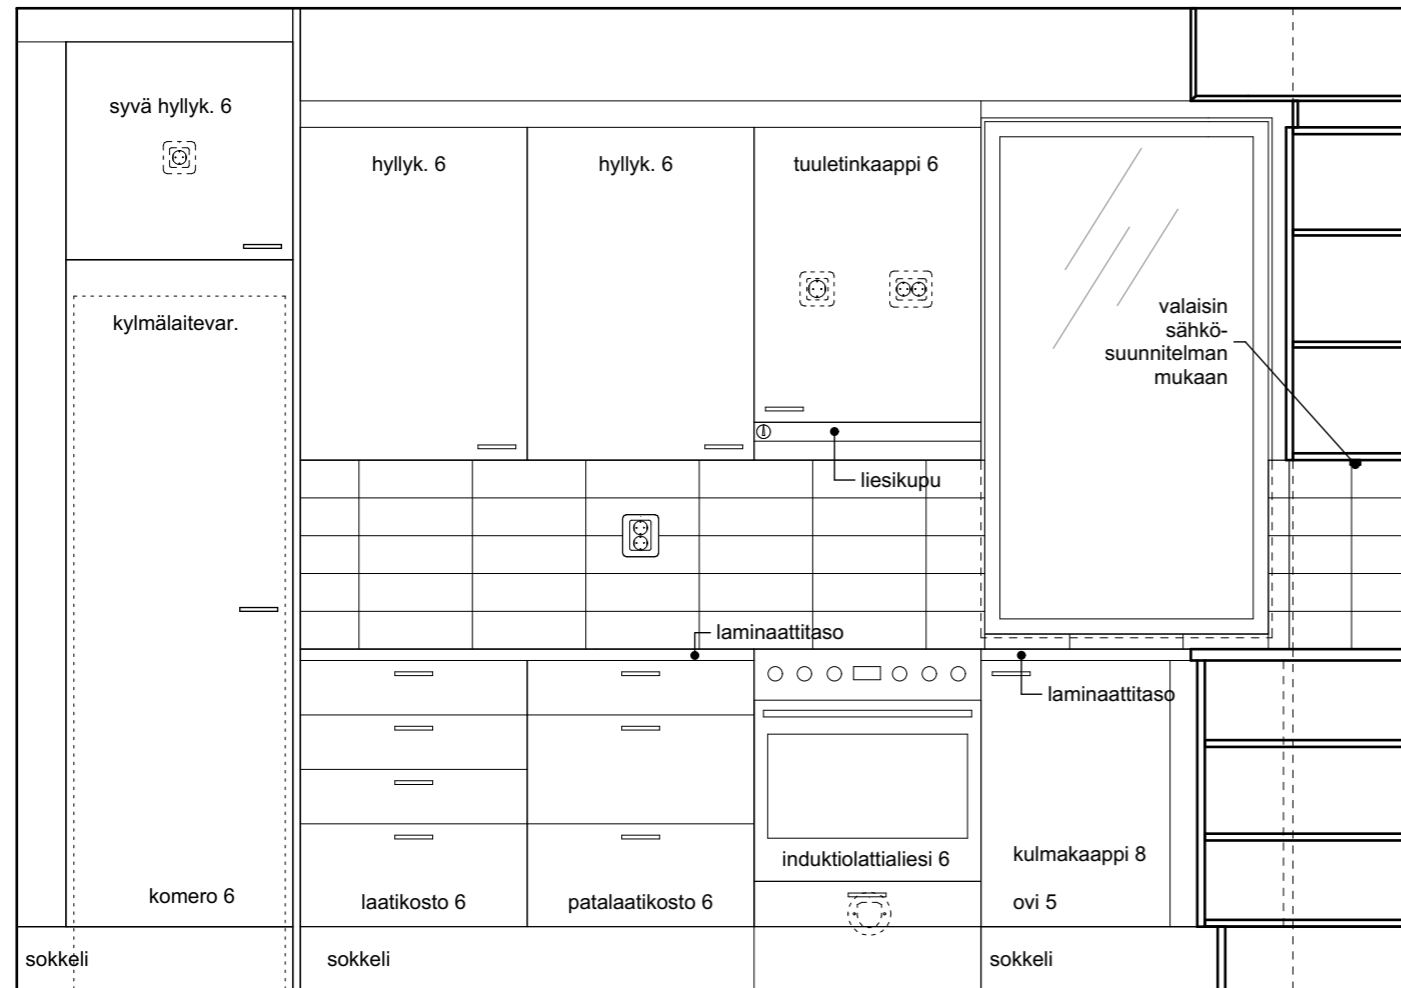 syvä hyllyk. 6
hyllyk. 6
hyllyk. 6
tuuletinkaappi 6
kylmälaitevar.
valaisin
sähkö-
suunnitelman
mukaan
liesikupu
laminaattitaso
laminaattitaso
induktiolattialiesi 6
kulmakaappi 8
ovi 5
komero 6
laatikosto 6
patalaatikosto 6
sokkeli
sokkeli
sokkeli